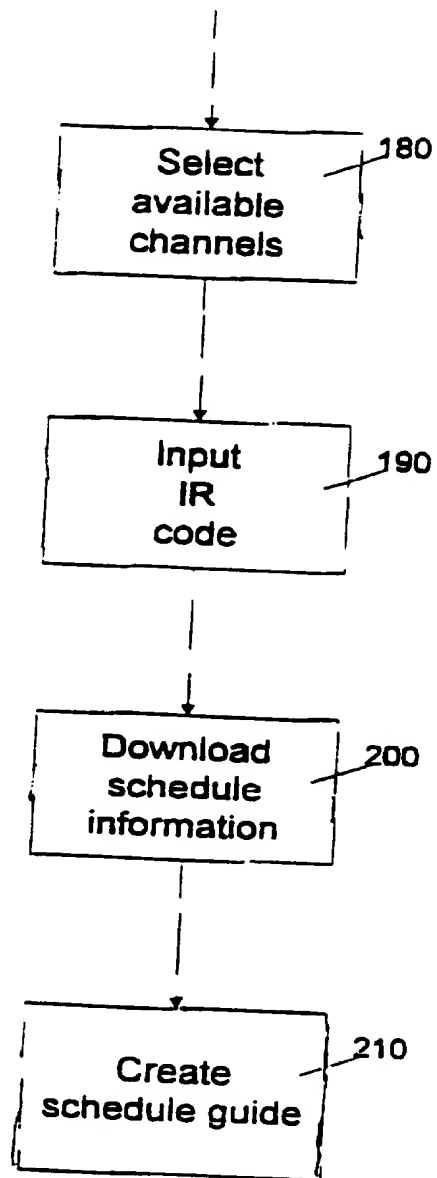 Select
available
channels
180
Input
IR
code
190
Download
schedule
information
200
Create
schedule guide
210